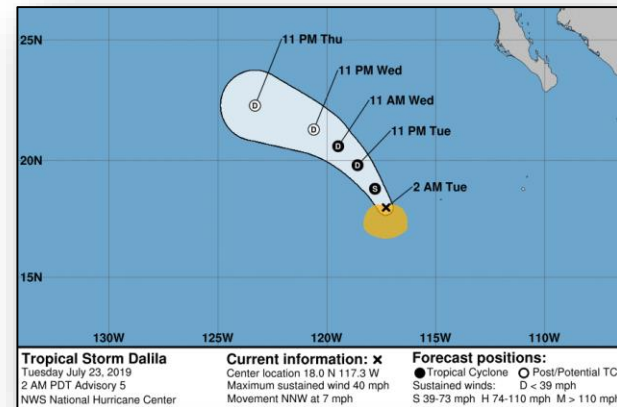 25N
20N
15N
130W
125W
120W
115W
110W
11 PM Thu
11 PM Wed
11 AM Wed
11 PM Tue
2 AM Tue
D
D
D
D
S
Tropical Storm Dalila
Tuesday July 23, 2019
2 AM PDT Advisory 5
NWS National Hurricane Center
Current information: ×
Center location 18.0 N 117.3 W
Maximum sustained wind 40 mph
Movement NNW at 7 mph
Forecast positions:
● Tropical Cyclone ○ Post/Potential TC
Sustained winds: D < 39 mph
S 39-73 mph H 74-110 mph M > 110 mph